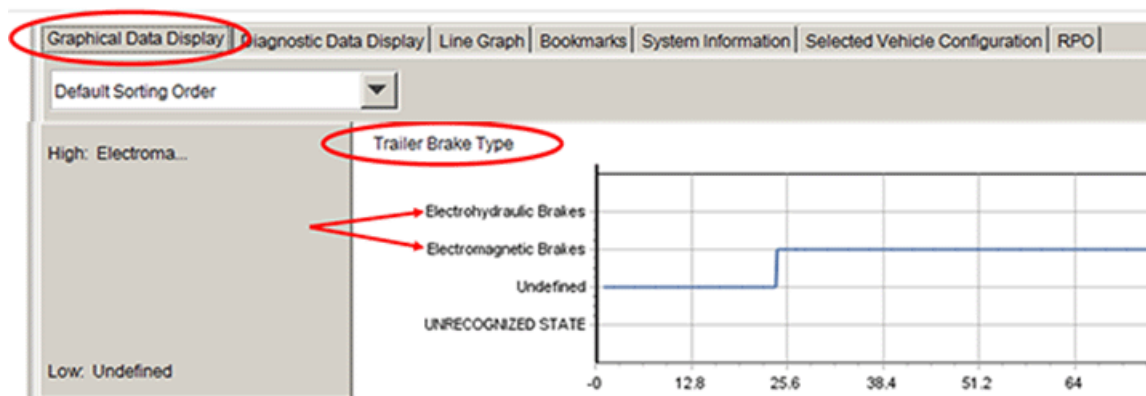 Graphical Data Display Diagnostic Data Display Line Graph Bookmarks System Information Selected Vehicle Configuration RPO
Default Sorting Order
High: Electroma...
Trailer Brake Type
Electrohydraulic Brakes
Electromagnetic Brakes
Undefined
UNRECOGNIZED STATE
Low: Undefined
-0 12.8 25.6 38.4 51.2 64